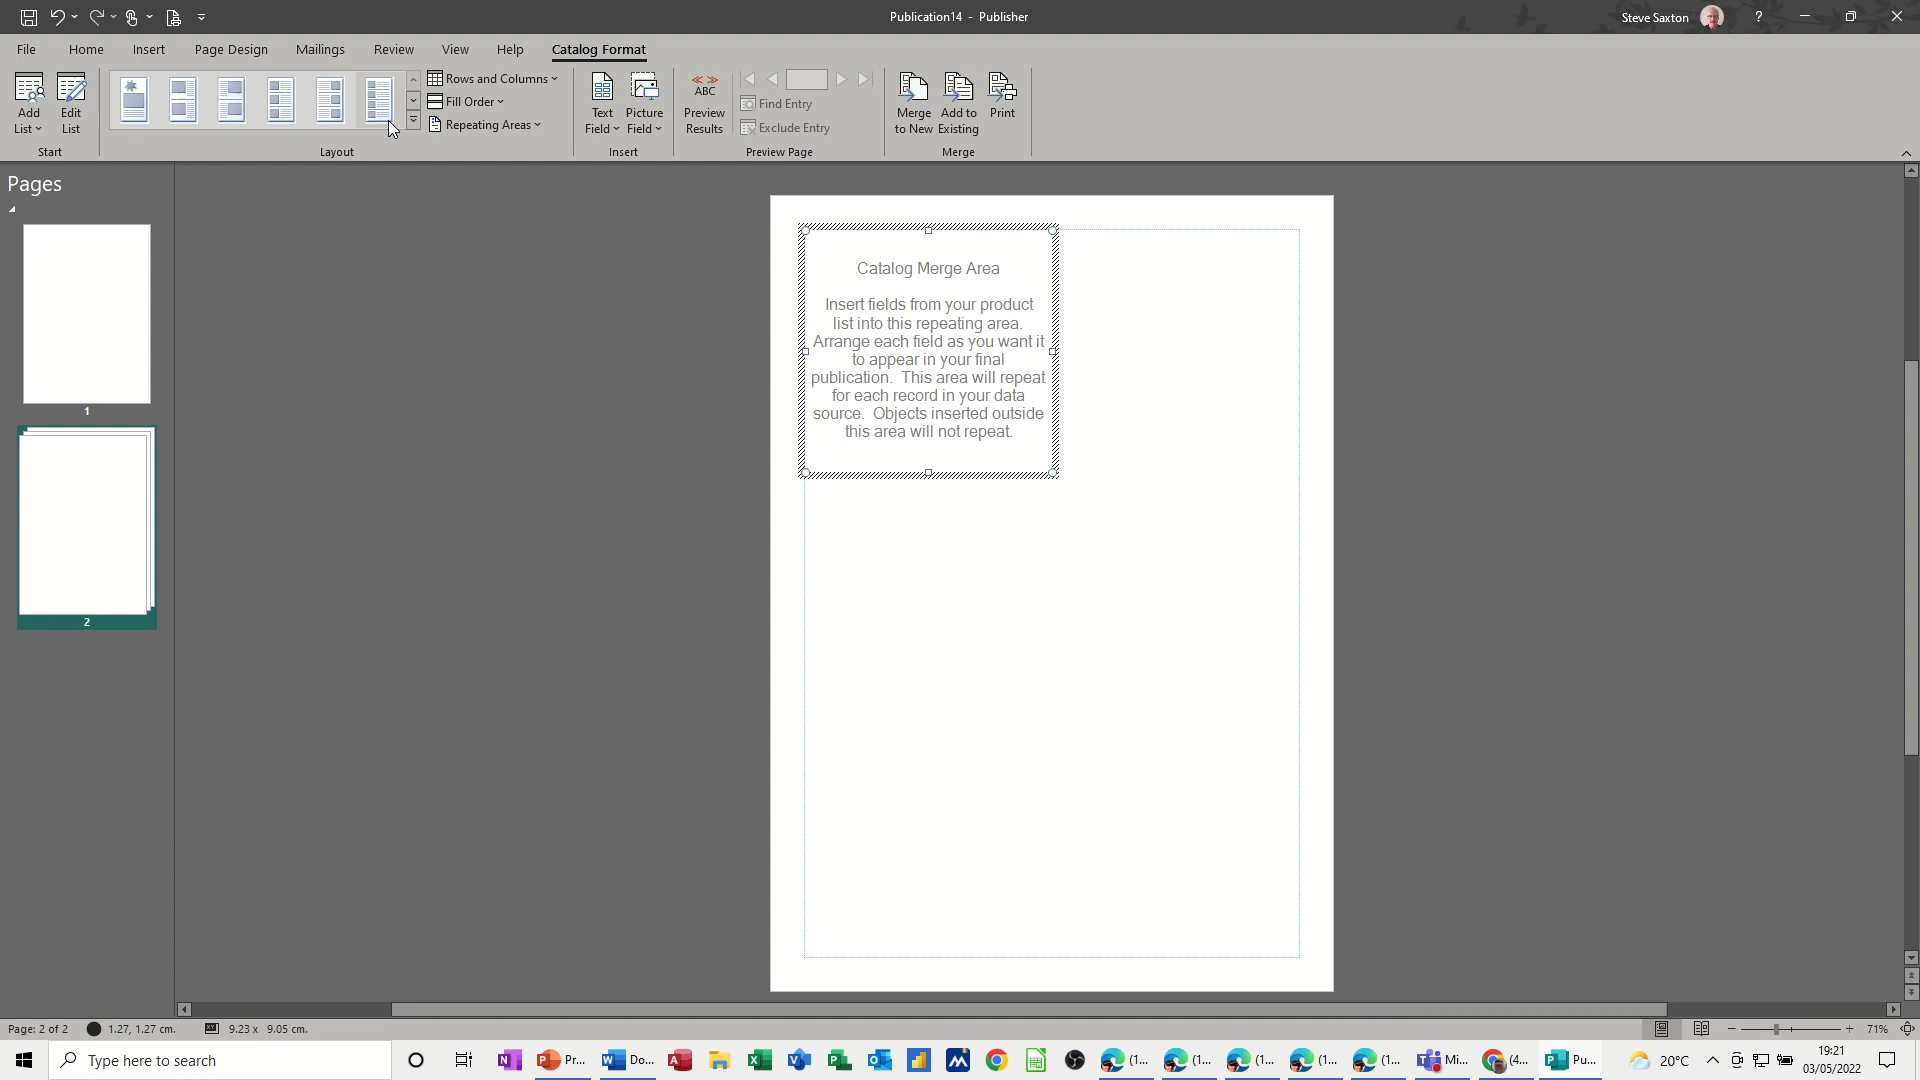 Publication14 - Publisher
Steve Saxton
?
File
Home
Insert
Page Design
Mailings
Review
View
Help
Catalog Format
Add
List
Edit
List
Start
Rows and Columns
Fill Order
Repeating Areas
Layout
Text
Field
Picture
Field
Insert
ABC
Preview
Results
Find Entry
Exclude Entry
Preview Page
Merge
to New
Add to
Existing
Print
Merge
Pages
1
2
Catalog Merge Area
Insert fields from your product
list into this repeating area.
Arrange each field as you want it
to appear in your final
publication. This area will repeat
for each record in your data
source. Objects inserted outside
this area will not repeat.
Page: 2 of 2
1.27, 1.27 cm.
9.23 x 9.05 cm.
71%
Type here to search
N
P
Pr...
W
Do...
A
X
V
P
O
(1...
(1...
(1...
(1...
(1...
Mi...
(4...
P
Pu...
20°C
19:21
03/05/2022